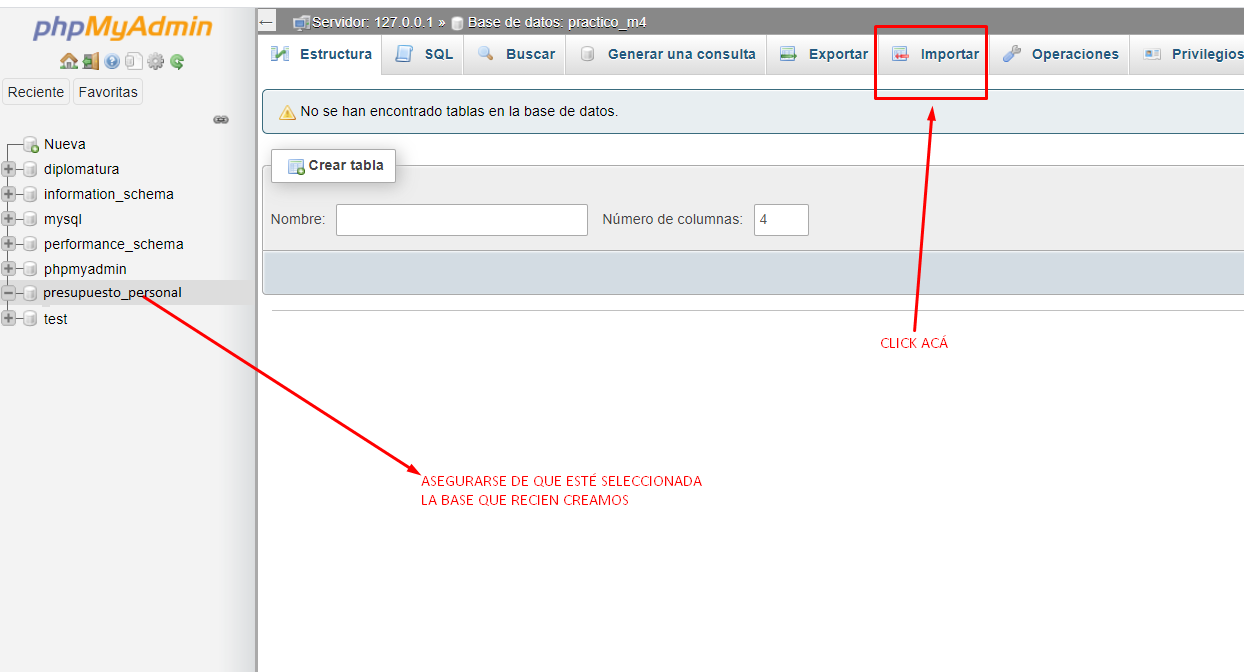 phpMyAdmin
Reciente Favoritas
Nueva
diplomatura
information_schema
mysql
performance_schema
phpmyadmin
presupuesto_personal
test
← Servidor: 127.0.0.1 » Base de datos: practico_m4
Estructura SQL Buscar Generar una consulta Exportar Importar Operaciones Privilegios
No se han encontrado tablas en la base de datos.
Crear tabla
Nombre: Número de columnas: 4
CLICK ACÁ
ASEGURARSE DE QUE ESTÉ SELECCIONADA
LA BASE QUE RECIEN CREAMOS